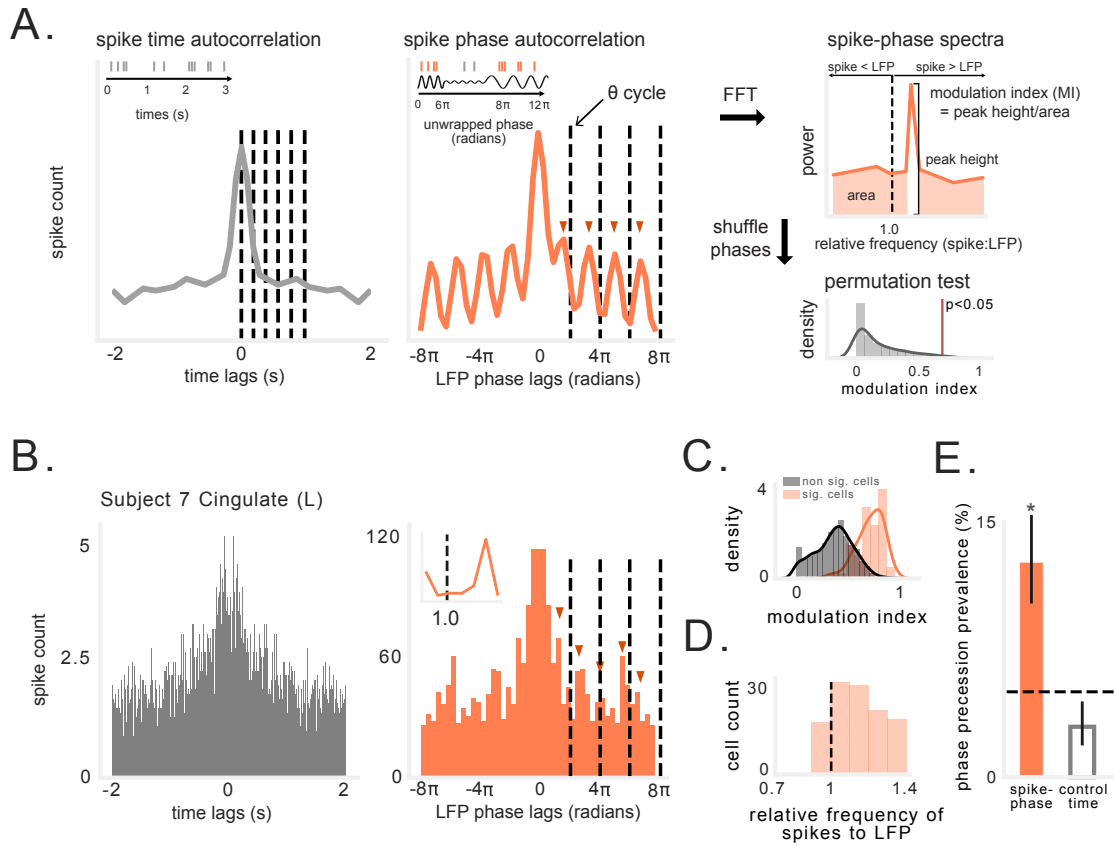 A.
spike time autocorrelation
0 1 2 3
times (s)
spike count
-2 0 2
time lags (s)
spike phase autocorrelation
0 6π 8π 12π
unwrapped phase
(radians)
θ cycle
-8π -4π 0 4π 8π
LFP phase lags (radians)
FFT
shuffle
phases
spike-phase spectra
spike < LFP spike > LFP
modulation index (MI)
= peak height/area
peak height
area
power
1.0
relative frequency (spike:LFP)
permutation test
p<0.05
density
0 0.5 1
modulation index
B.
Subject 7 Cingulate (L)
5
2.5
0
spike count
-2 0 2
time lags (s)
120
60
0
1.0
-8π -4π 0 4π 8π
LFP phase lags (radians)
C.
non sig. cells
sig. cells
4
0
density
0 1
modulation index
D.
30
0
cell count
0.7 1 1.4
relative frequency of
spikes to LFP
E.
phase precession prevalence (%)
15
0
*
spike-
phase
control
time